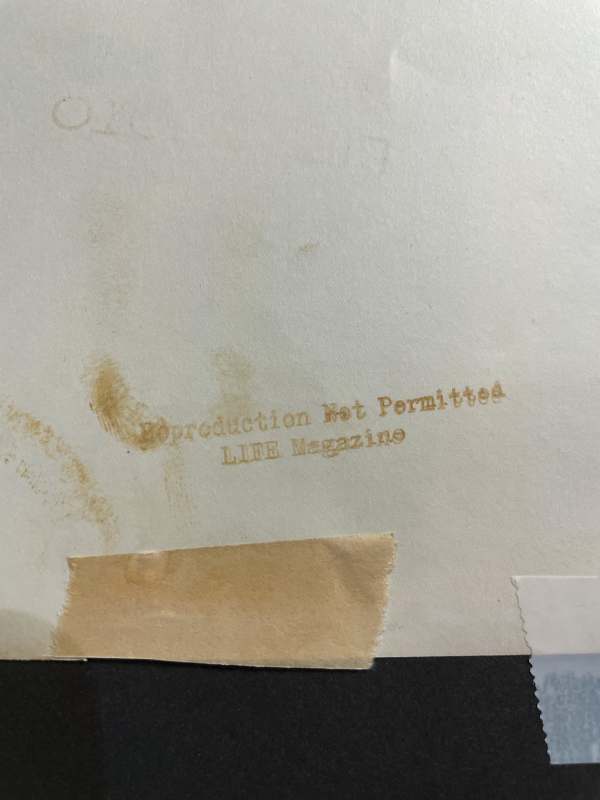 Reproduction Not Permitted
LIFE Magazine